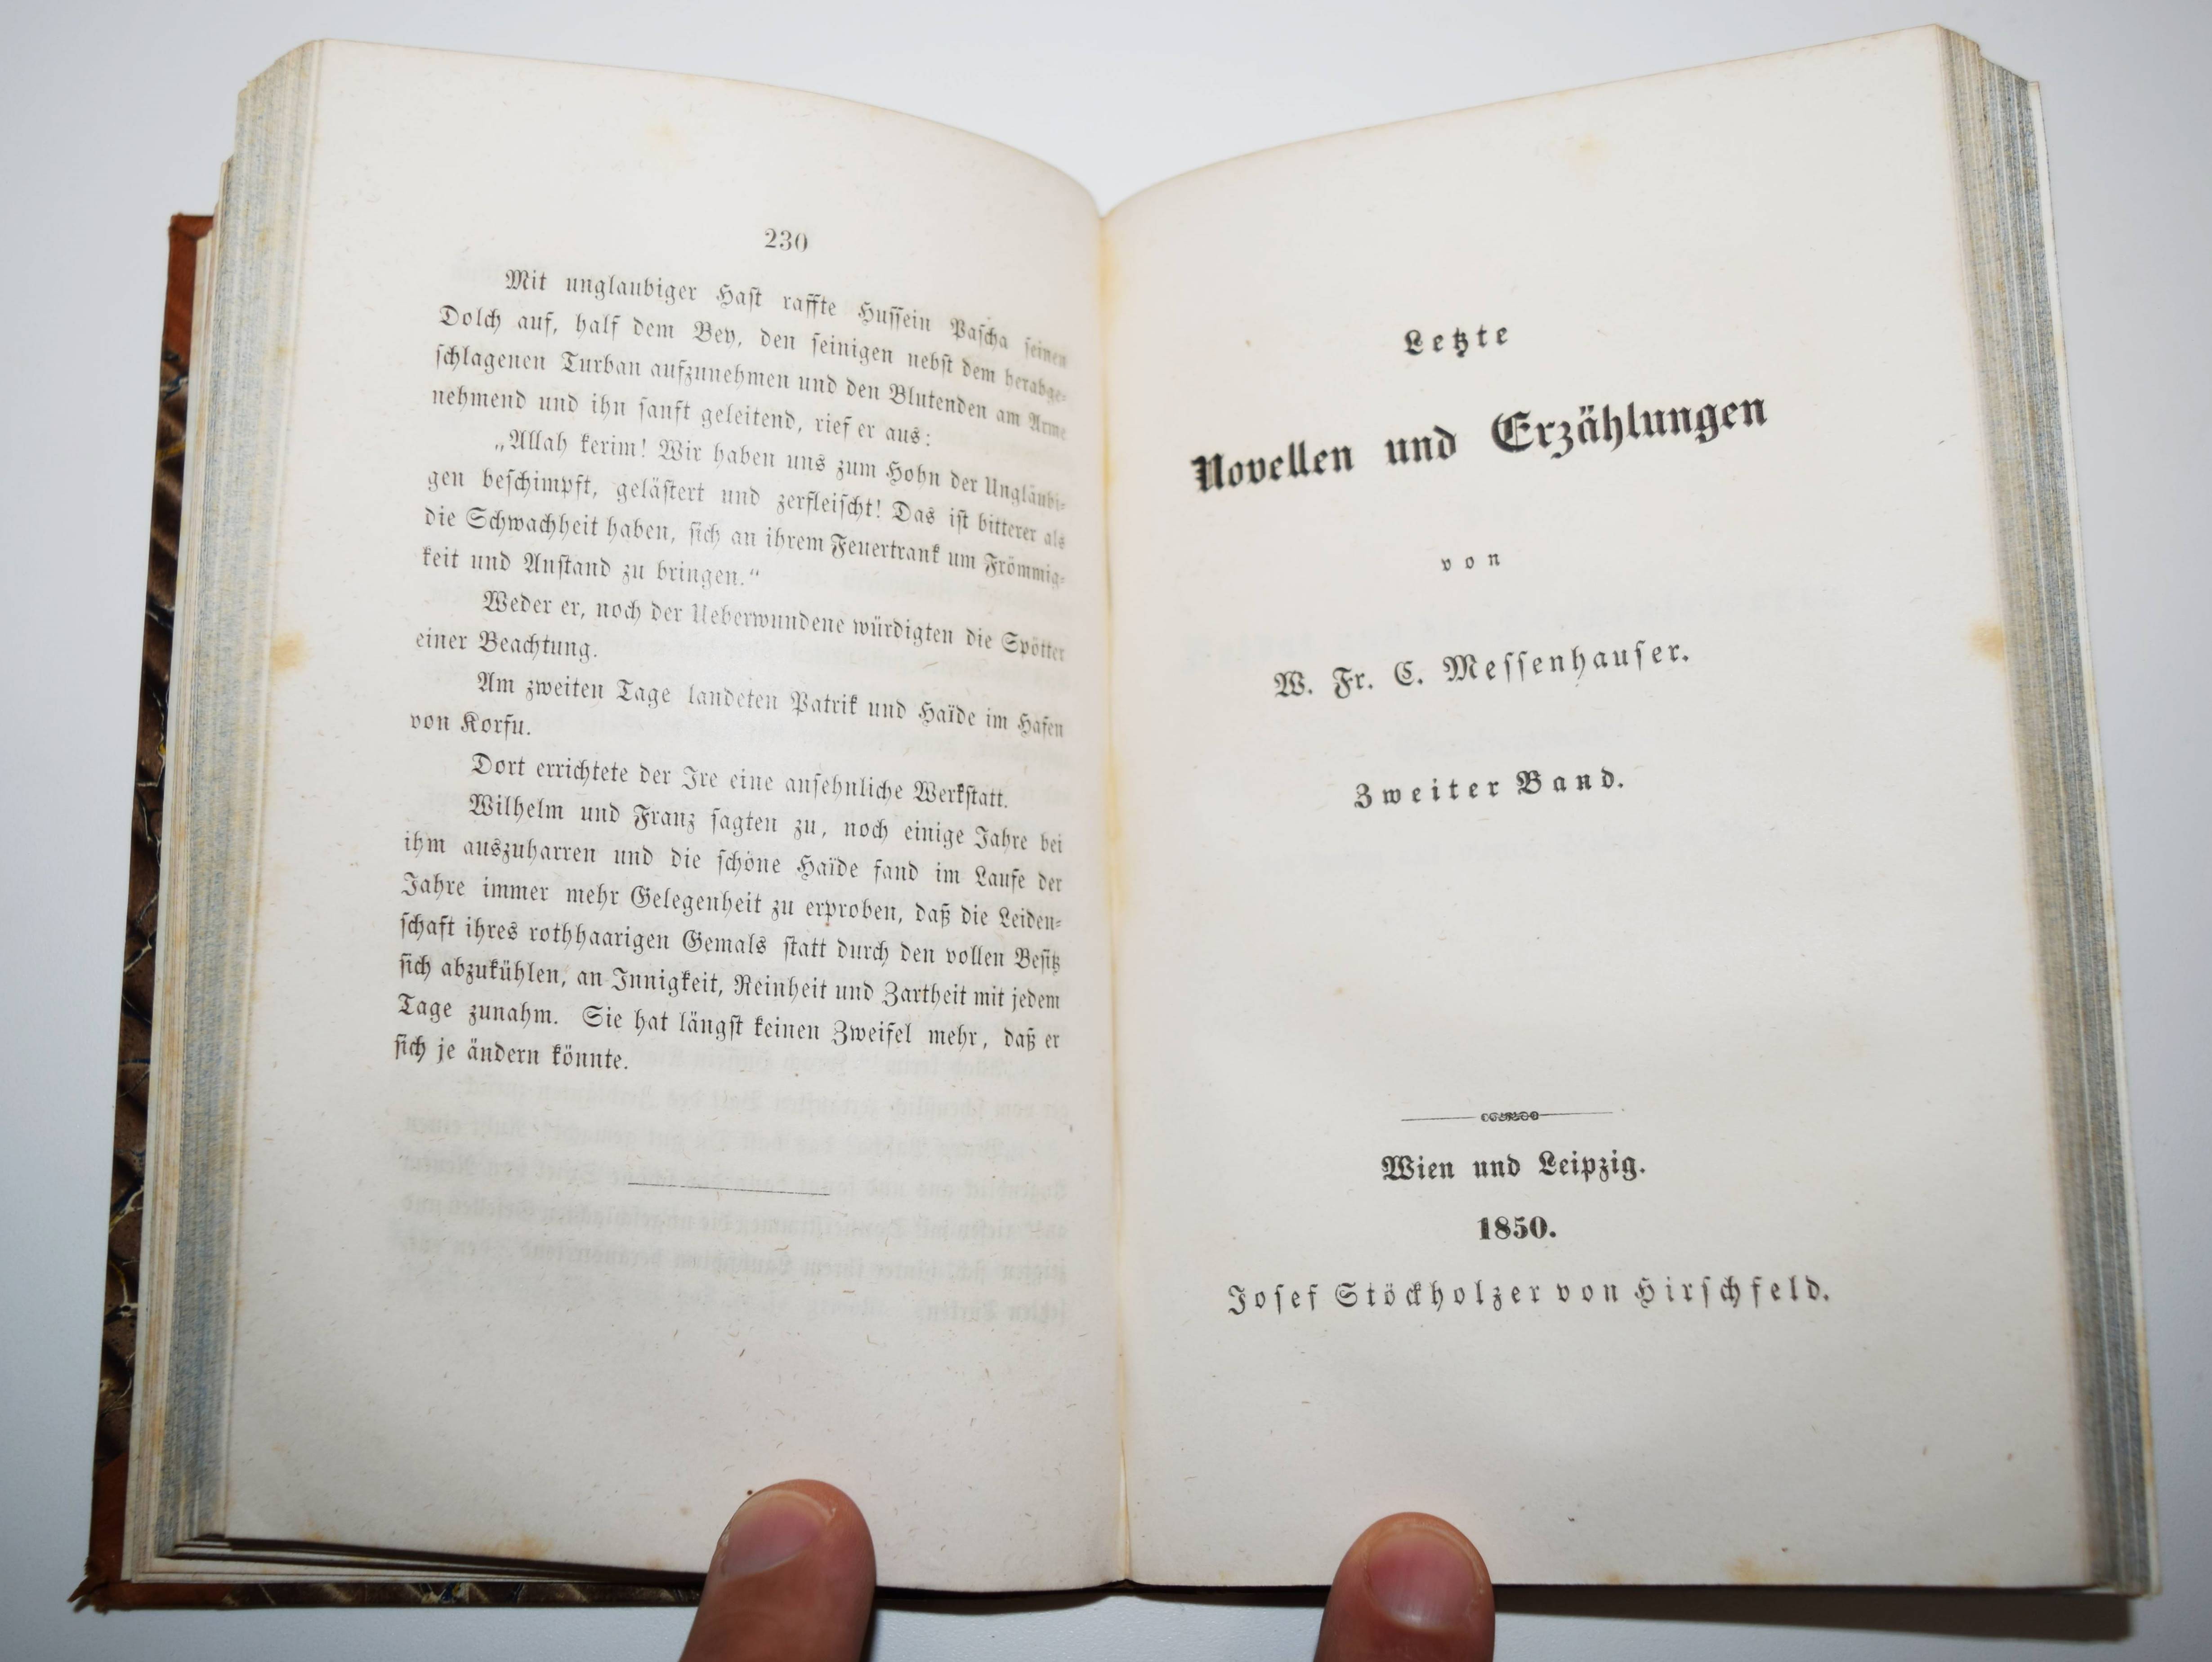 230
Mit unglaubiger Hast raffte Hussein Pascha seinen
Dolch auf, half dem Bey, den seinigen nebst dem herabge-
schlagenen Turban aufzunehmen und den Blutenden am Arme
nehmend und ihn sanft geleitend, rief er aus:
„Allah kerim! Wir haben uns zum Hohn der Ungläubi-
gen beschimpft, gelästert und zerfleischt! Das ist bitterer als
die Schwachheit haben, sich an ihrem Feuertrank um Frömmig-
keit und Anstand zu bringen.“
Weder er, noch der Ueberwundene würdigten die Spötter
einer Beachtung.
Am zweiten Tage landeten Patrik und Haïde im Hafen
von Korfu.
Dort errichtete der Ire eine ansehnliche Werkstatt.
Wilhelm und Franz sagten zu, noch einige Jahre bei
ihm auszuharren und die schöne Haïde fand im Laufe der
Jahre immer mehr Gelegenheit zu erproben, daß die Leiden-
schaft ihres rothhaarigen Gemals statt durch den vollen Besitz
sich abzukühlen, an Innigkeit, Reinheit und Zartheit mit jedem
Tage zunahm. Sie hat längst keinen Zweifel mehr, daß er
sich je ändern könnte.
Letzte
Novellen und Erzählungen
von
W. Fr. C. Messenhauser.
Zweiter Band.
Wien und Leipzig.
1850.
Josef Stöckholzer von Hirschfeld.